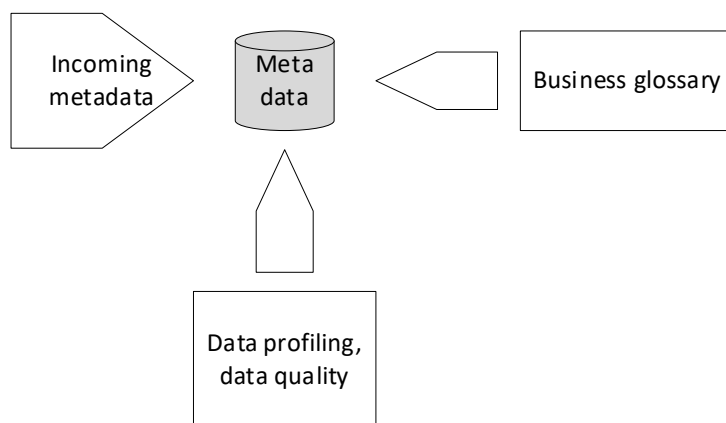 Incoming
metadata
Meta
data
Business glossary
Data profiling,
data quality